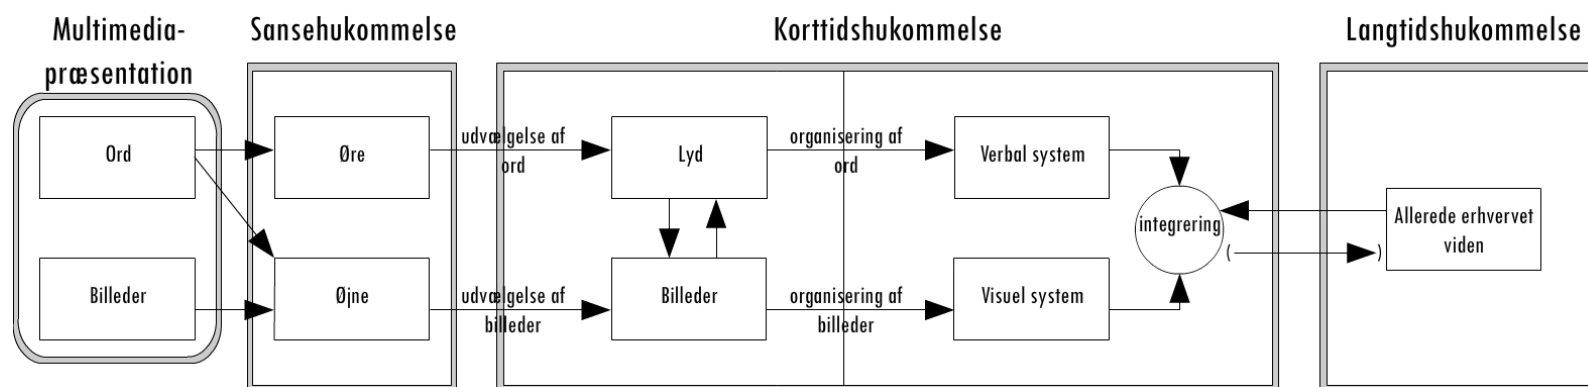 Multimedia-
præsentation
Sansehukommelse
Korttidshukommelse
Langtidshukommelse
Ord
Øre
udvælgelse af
ord
Lyd
organisering af
ord
Verbal system
integrering
Allerede erhvervet
viden
( )
Billeder
Øjne
udvælgelse af
billeder
Billeder
organisering af
billeder
Visuel system